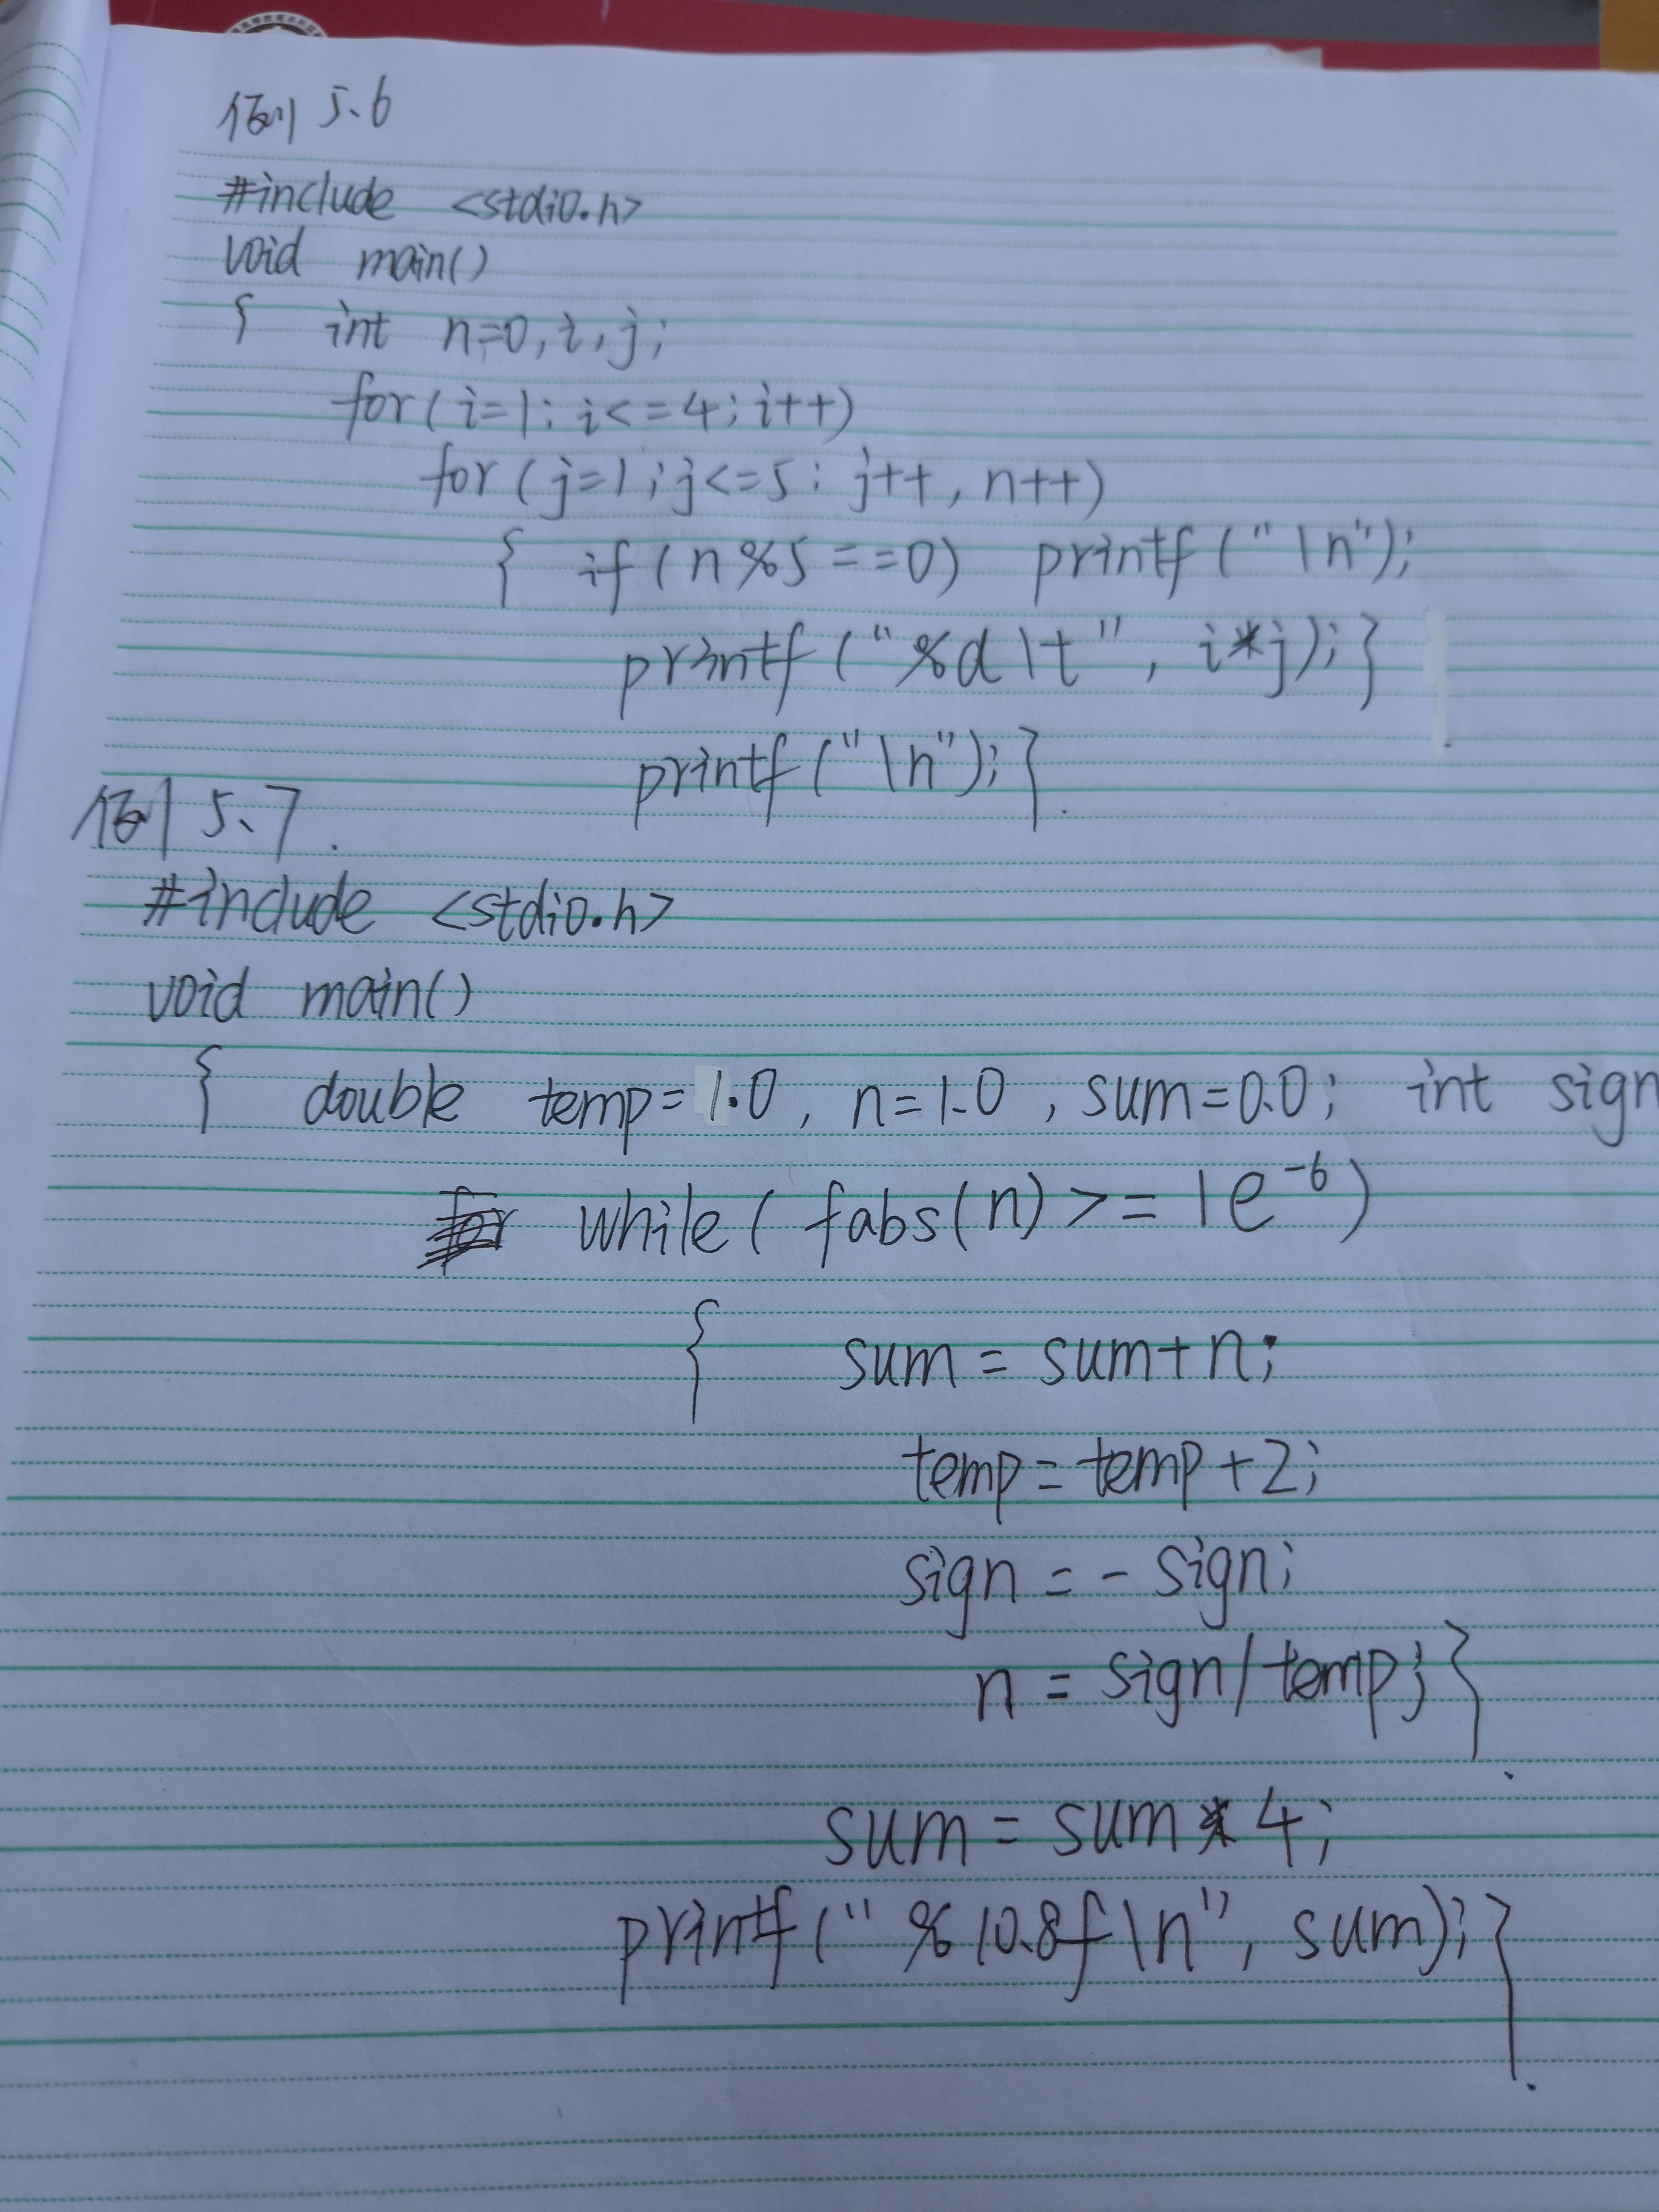 例 5.6
#include <stdio.h>
void main()
{ int n=0,i,j;
for(i=1;i<=4;i++)
for(j=1;j<=5;j++,n++)
{ if(n%5==0) printf("\n");
printf("%d\t",i*j);}
printf("\n");}
例 5.7
#include <stdio.h>
void main()
{ double temp=1.0, n=1.0, sum=0.0; int sign
while(fabs(n)>=1e⁻⁶)
{ sum=sum+n;
temp=temp+2;
sign=-sign;
n=sign/temp;}
sum=sum*4;
printf("%10.8f\n",sum);}